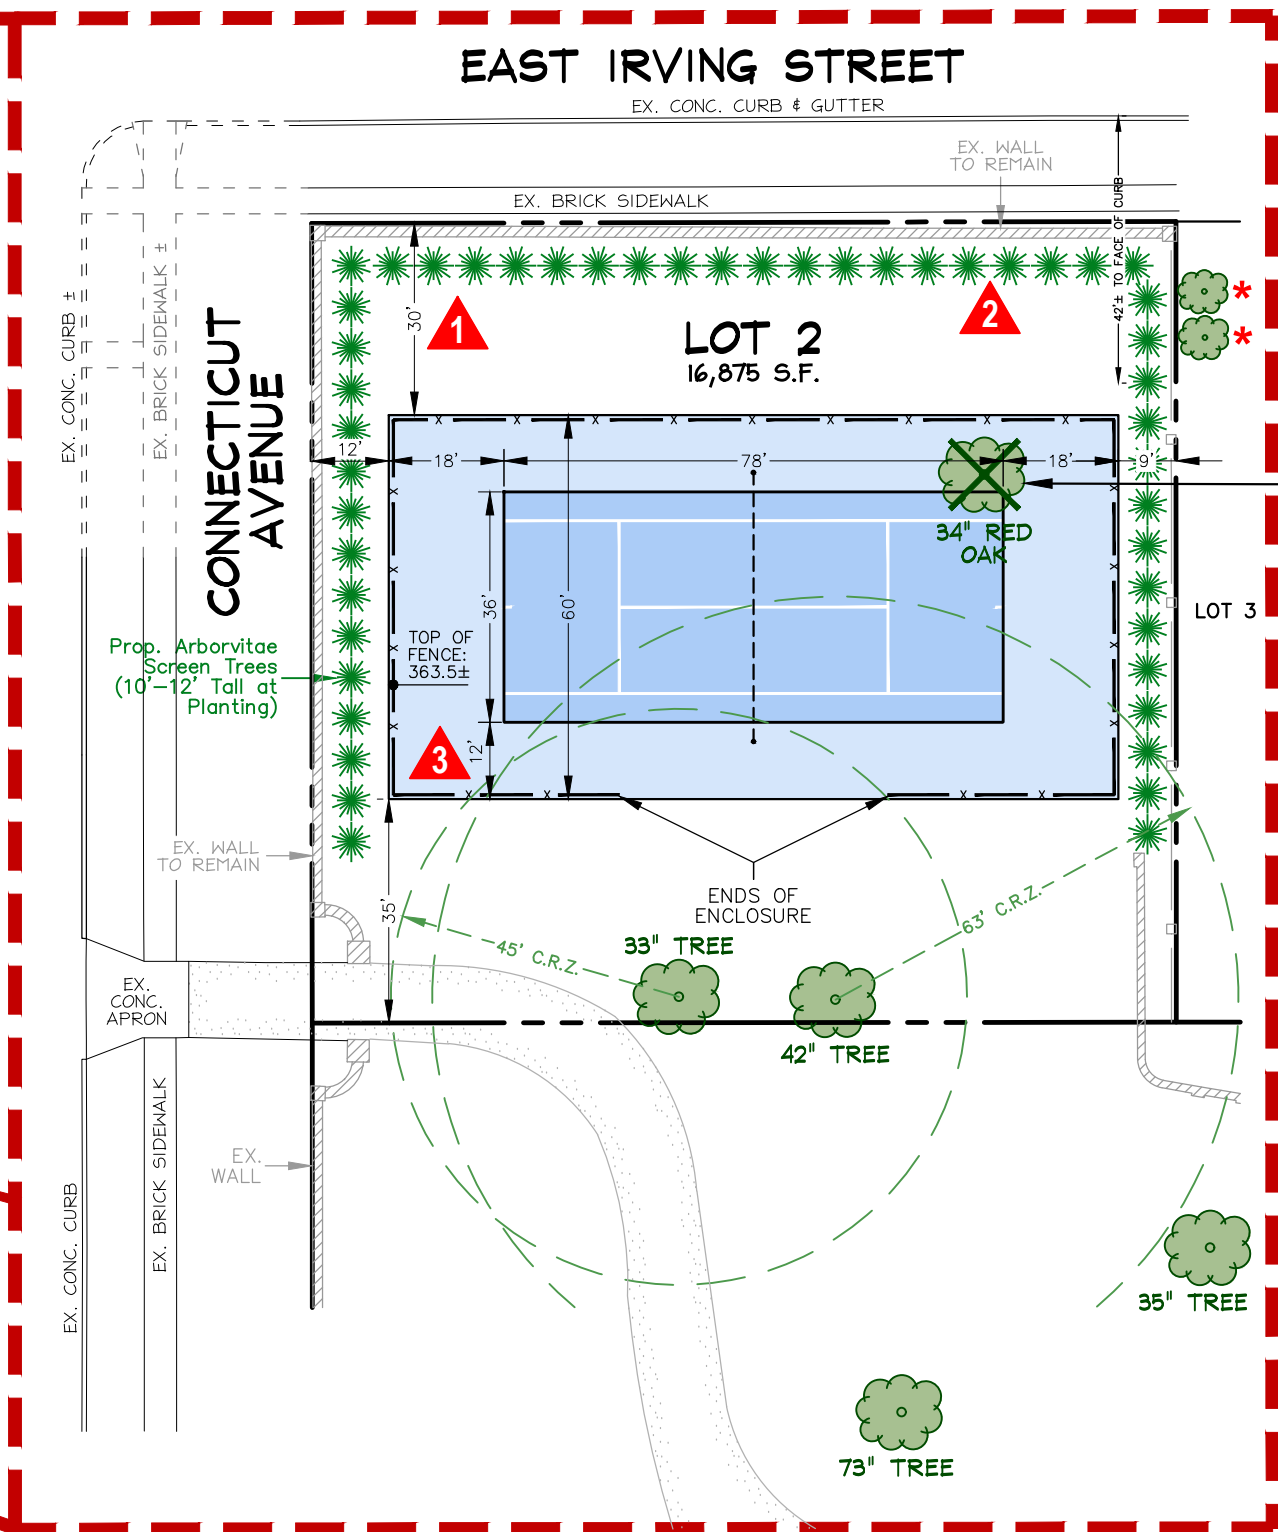 EAST IRVING STREET
EX. CONC. CURB & GUTTER
EX. WALL
TO REMAIN
EX. BRICK SIDEWALK
42'± TO FACE OF CURB
EX. CONC. CURB ±
EX. BRICK SIDEWALK ±
CONNECTICUT
AVENUE
30'
1
2
LOT 2
16,875 S.F.
*
*
12'
18'
78'
18'
9'
34" RED
OAK
36'
60'
TOP OF
FENCE:
363.5±
LOT 3
Prop. Arborvitae
Screen Trees
(10'-12' Tall at
Planting)
3
12'
EX. WALL
TO REMAIN
35'
ENDS OF
ENCLOSURE
45' C.R.Z.
63' C.R.Z.
33" TREE
42" TREE
EX.
CONC.
APRON
EX.
WALL
EX. CONC. CURB
EX. BRICK SIDEWALK
35" TREE
73" TREE